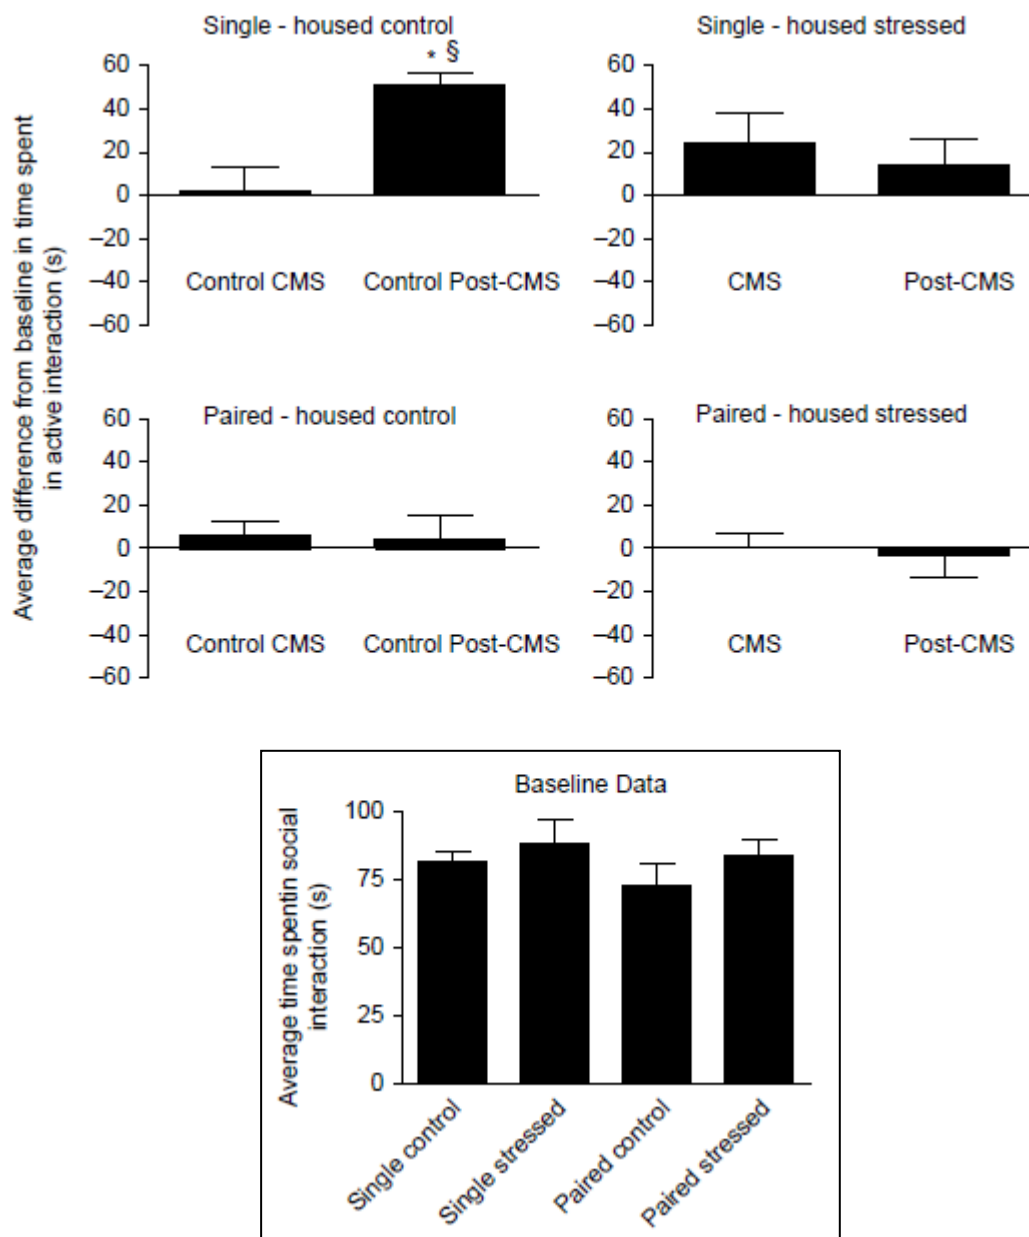 Single - housed control
Single - housed stressed
Average difference from baseline in time spent
in active interaction (s)
60
40
20
0
–20
–40
–60
* §
Control CMS
Control Post-CMS
60
40
20
0
–20
–40
–60
CMS
Post-CMS
Paired - housed control
Paired - housed stressed
60
40
20
0
–20
–40
–60
Control CMS
Control Post-CMS
60
40
20
0
–20
–40
–60
CMS
Post-CMS
Baseline Data
Average time spentin social
interaction (s)
100
75
50
25
0
Single control
Single stressed
Paired control
Paired stressed